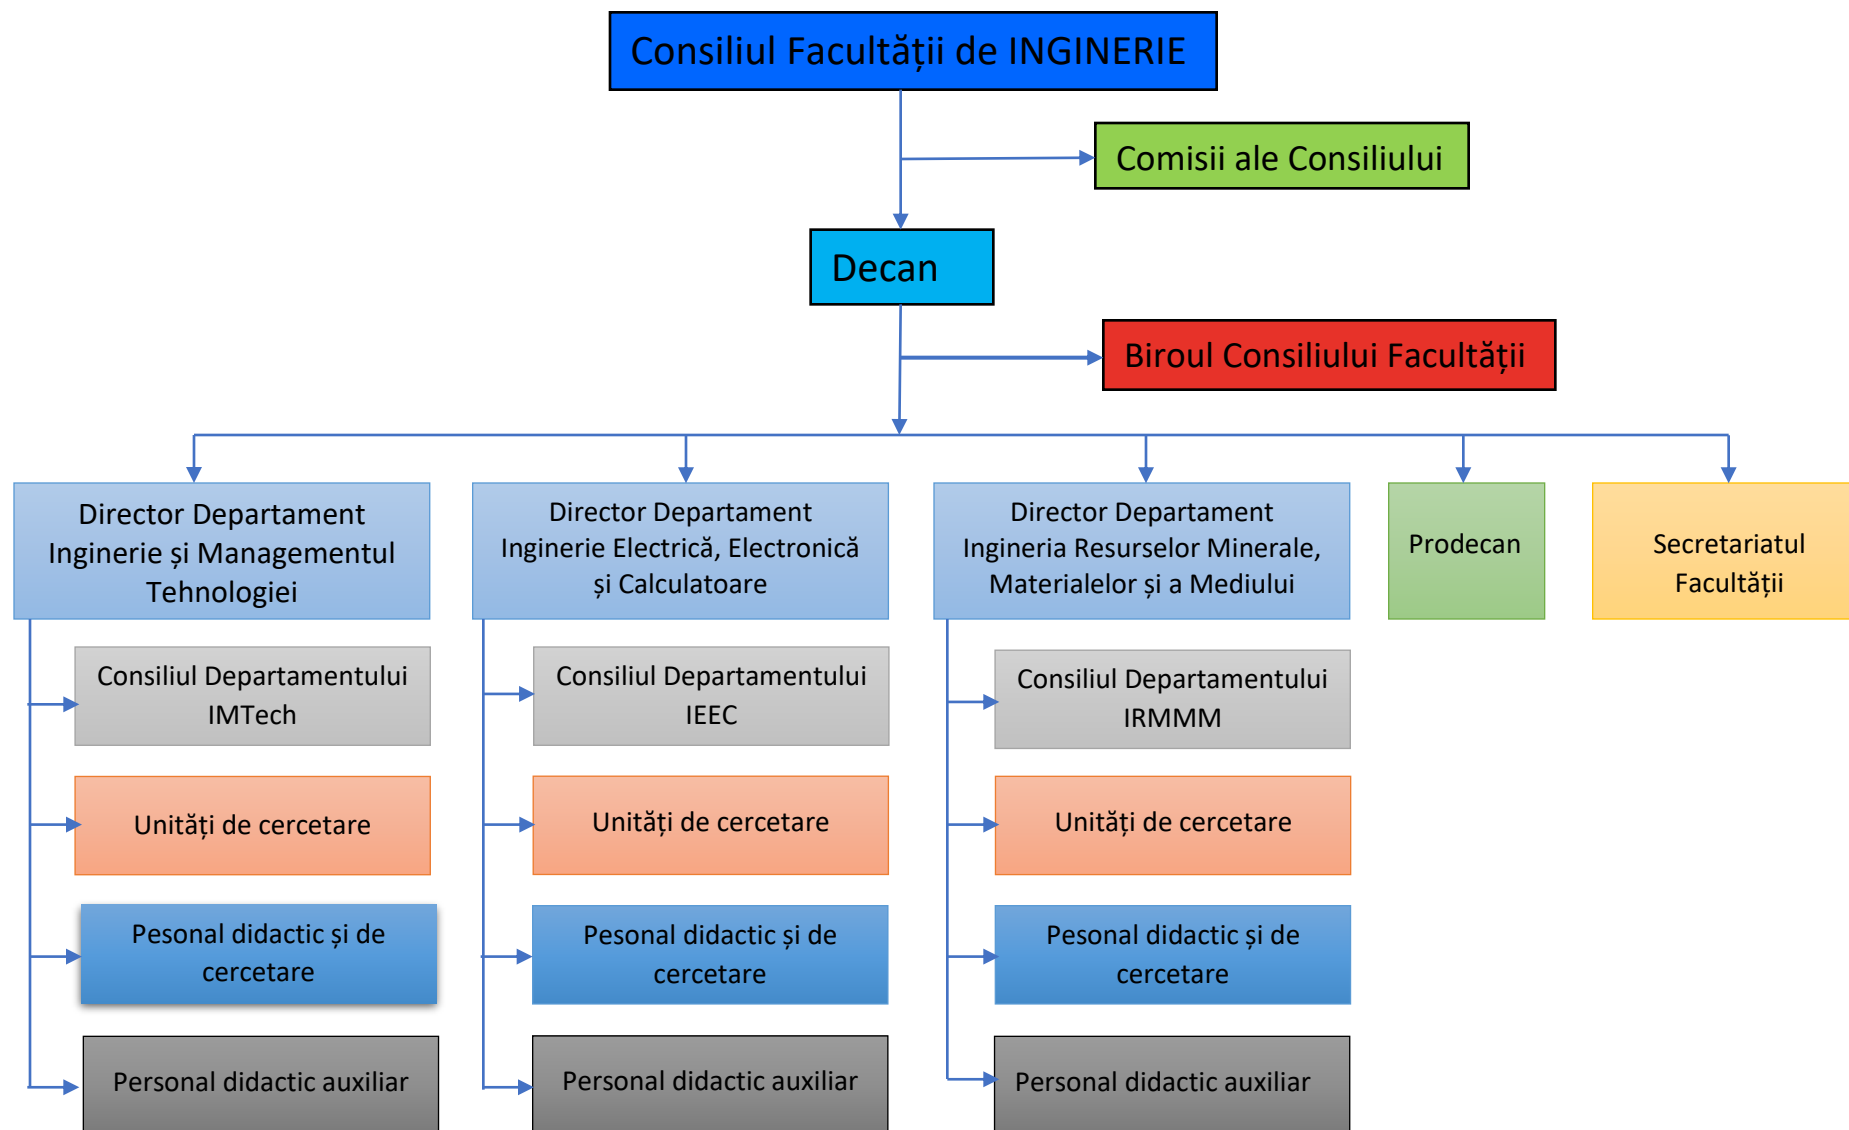 Consiliul Facultății de INGINERIE
Comisii ale Consiliului
Decan
Biroul Consiliului Facultății
Director Departament
Inginerie și Managementul
Tehnologiei
Director Departament
Inginerie Electrică, Electronică
și Calculatoare
Director Departament
Ingineria Resurselor Minerale,
Materialelor și a Mediului
Prodecan
Secretariatul
Facultății
Consiliul Departamentului
IMTech
Consiliul Departamentului
IEEC
Consiliul Departamentului
IRMMM
Unități de cercetare
Unități de cercetare
Unități de cercetare
Pesonal didactic și de
cercetare
Pesonal didactic și de
cercetare
Pesonal didactic și de
cercetare
Personal didactic auxiliar
Personal didactic auxiliar
Personal didactic auxiliar